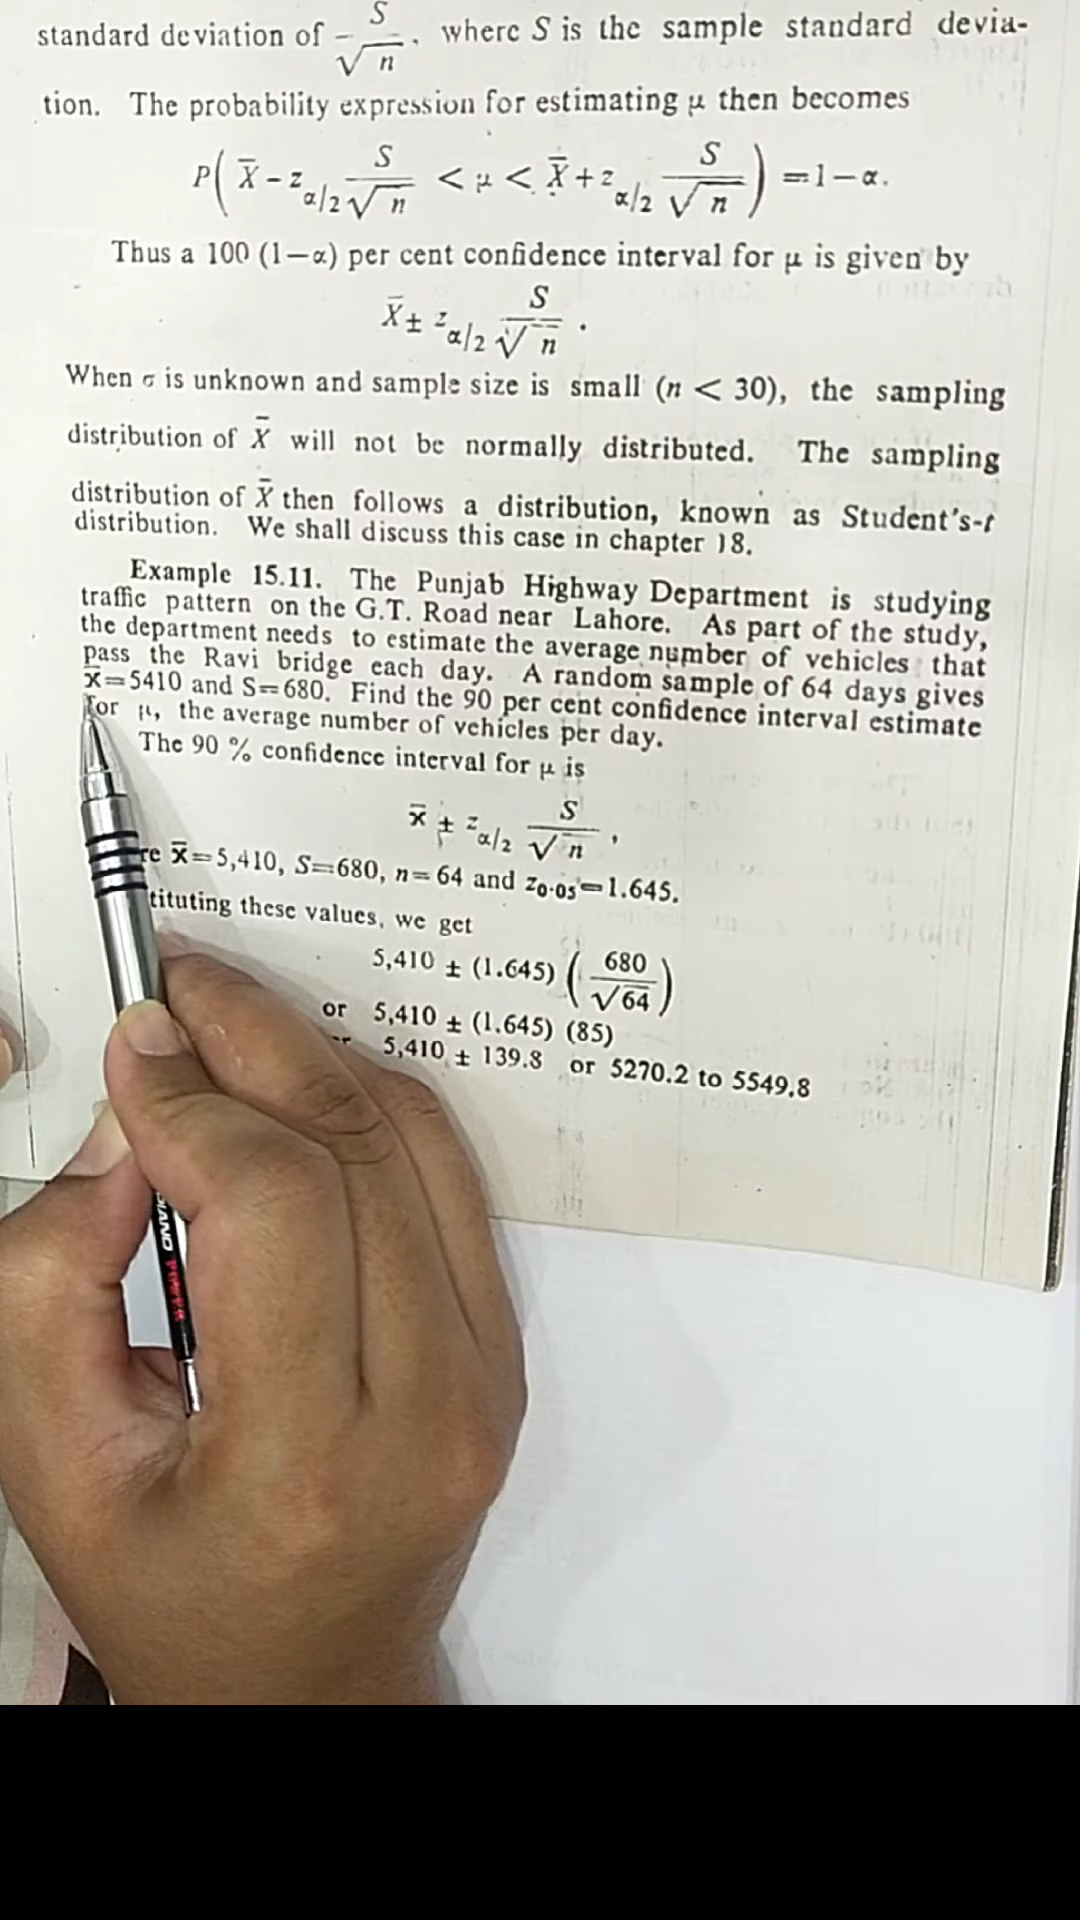 standard deviation of S/√n, where S is the sample standard devia-
tion. The probability expression for estimating μ then becomes
P( X̄ - z α/2 S/√n < μ < X̄ + z α/2 S/√n ) = 1 - α.
Thus a 100 (1-α) per cent confidence interval for μ is given by
X̄ ± z α/2 S/√n .
When σ is unknown and sample size is small (n < 30), the sampling
distribution of X̄ will not be normally distributed. The sampling
distribution of X̄ then follows a distribution, known as Student's-t
distribution. We shall discuss this case in chapter 18.
Example 15.11. The Punjab Highway Department is studying
traffic pattern on the G.T. Road near Lahore. As part of the study,
the department needs to estimate the average number of vehicles that
pass the Ravi bridge each day. A random sample of 64 days gives
x̄=5410 and S=680. Find the 90 per cent confidence interval estimate
for μ, the average number of vehicles per day.
The 90 % confidence interval for μ is
x̄ ± z α/2 S/√n ,
re x̄=5,410, S=680, n=64 and z0.05=1.645.
tituting these values, we get
5,410 ± (1.645) ( 680/√64 )
or 5,410 ± (1.645) (85)
5,410 ± 139.8 or 5270.2 to 5549.8